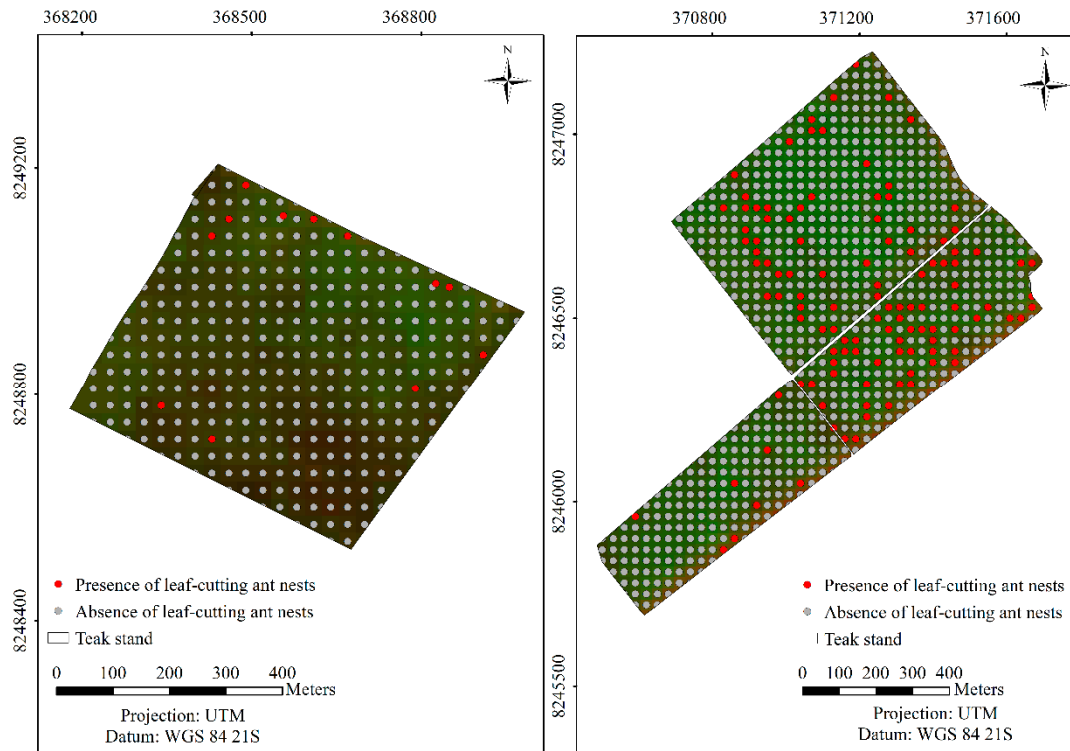 368200 368500 368800
N
8249200
8248800
8248400
Presence of leaf-cutting ant nests
Absence of leaf-cutting ant nests
Teak stand
0 100 200 300 400
Meters
Projection: UTM
Datum: WGS 84 21S
370800 371200 371600
N
8247000
8246500
8246000
8245500
Presence of leaf-cutting ant nests
Absence of leaf-cutting ant nests
Teak stand
0 100 200 300 400
Meters
Projection: UTM
Datum: WGS 84 21S